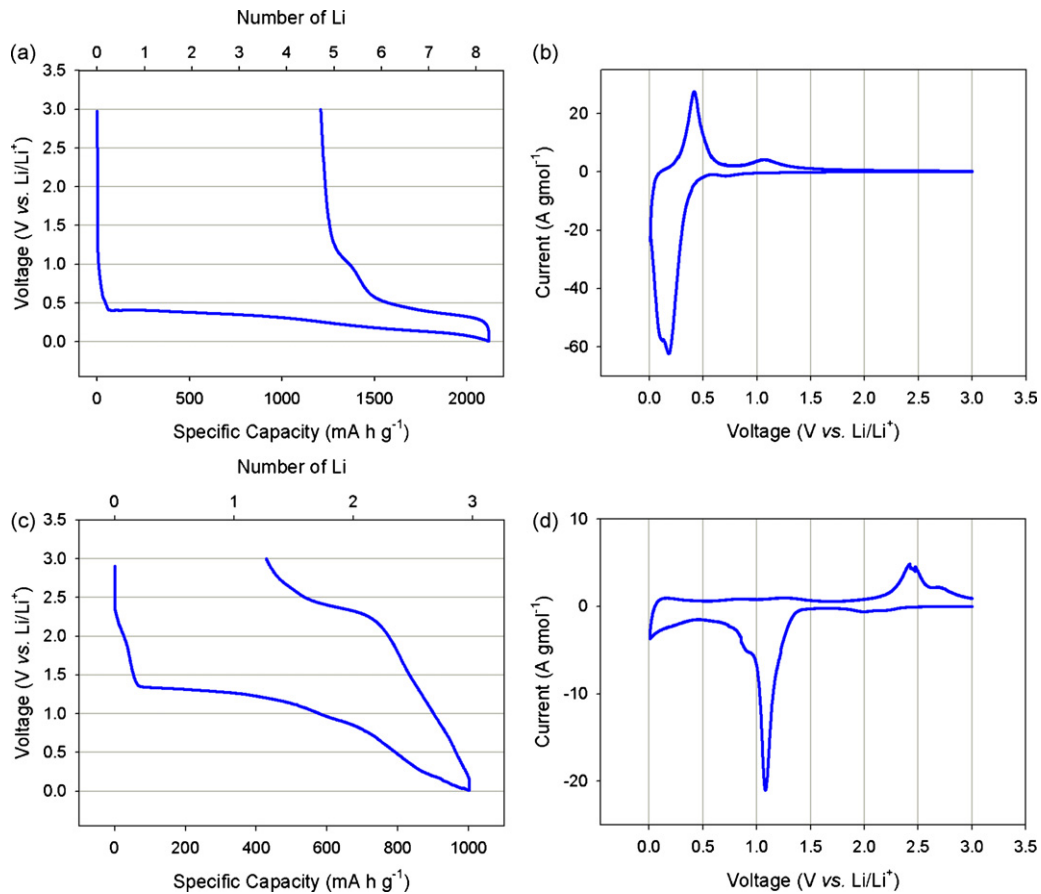 (a)
Number of Li
0 1 2 3 4 5 6 7 8
3.5
3.0
2.5
2.0
1.5
1.0
0.5
0.0
Voltage (V vs. Li/Li⁺)
0 500 1000 1500 2000
Specific Capacity (mA h g⁻¹)
(b)
20
0
-20
-40
-60
Current (A gmol⁻¹)
0.0 0.5 1.0 1.5 2.0 2.5 3.0 3.5
Voltage (V vs. Li/Li⁺)
(c)
Number of Li
0 1 2 3
3.5
3.0
2.5
2.0
1.5
1.0
0.5
0.0
Voltage (V vs. Li/Li⁺)
0 200 400 600 800 1000
Specific Capacity (mA h g⁻¹)
(d)
10
0
-10
-20
Current (A gmol⁻¹)
0.0 0.5 1.0 1.5 2.0 2.5 3.0 3.5
Voltage (V vs. Li/Li⁺)